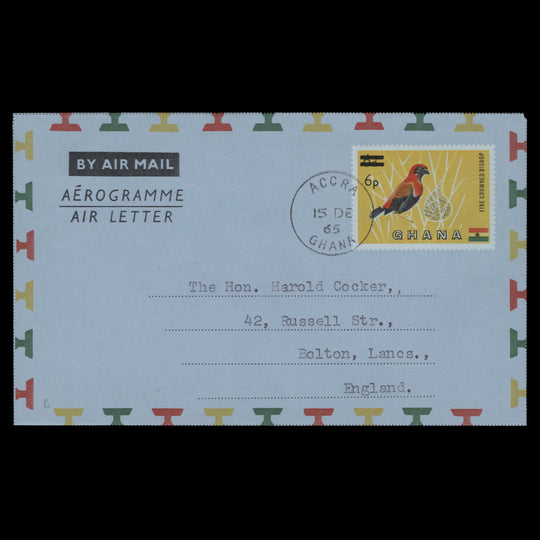 BY AIR MAIL
AÉROGRAMME
AIR LETTER
ACCRA
15 DE
65
GHANA
6p
FIRE CROWNED BISHOP
GHANA
The Hon. Harold Cocker,,
42, Russell Str.,
Bolton, Lancs.,
England.